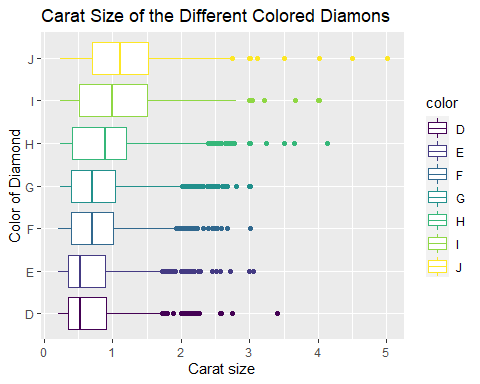 Carat Size of the Different Colored Diamons
Color of Diamond
J
I
H
G
F
E
D
0 1 2 3 4 5
Carat size
color
D
E
F
G
H
I
J